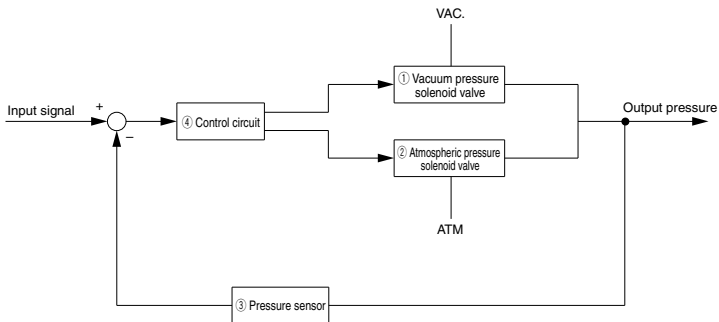 VAC.
① Vacuum pressure
solenoid valve
Input signal
+
−
④ Control circuit
Output pressure
② Atmospheric pressure
solenoid valve
ATM
③ Pressure sensor